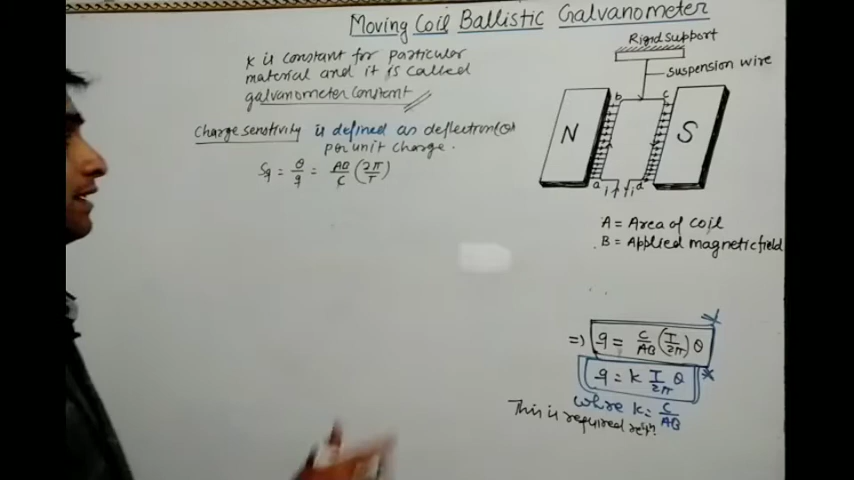 Moving Coil Ballistic Galvanometer
K is constant for particular
material and it is called
galvanometer constant
Charge senstivity is defined as deflection(θ)
per unit charge.
Sq = θ/q = AB/C (2π/T)
Rigid support
suspension wire
b c
N S
a i i d
A = Area of coil
B = Applied magnetic field
=) q = C/AB (T/2π) θ
q = K T/2π θ
where K = C/AB
This is required